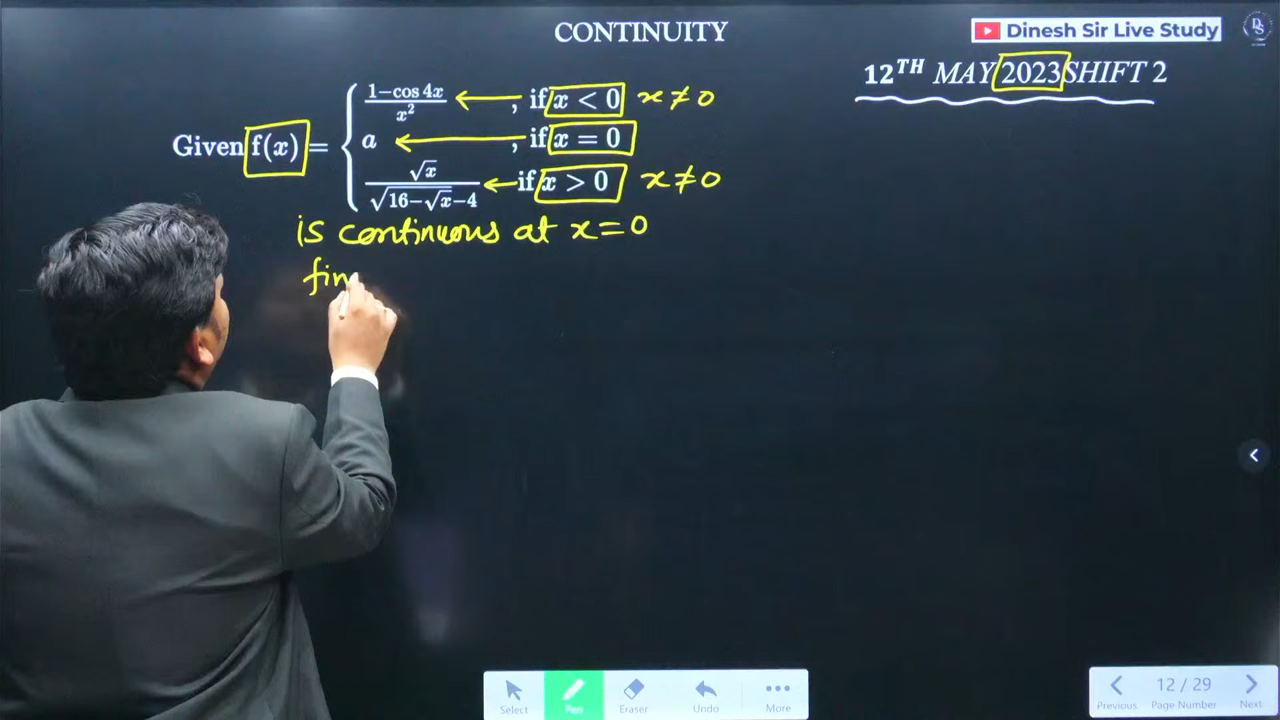 CONTINUITY
Dinesh Sir Live Study
DS
12TH MAY 2023 SHIFT 2
Given f(x) = { 1−cos 4x / x² , if x < 0 x ≠ 0
a , if x = 0
√x / √16−√x−4 if x > 0 x ≠ 0
is continuous at x = 0
fin
Select
Pen
Eraser
Undo
More
Previous
12 / 29
Page Number
Next